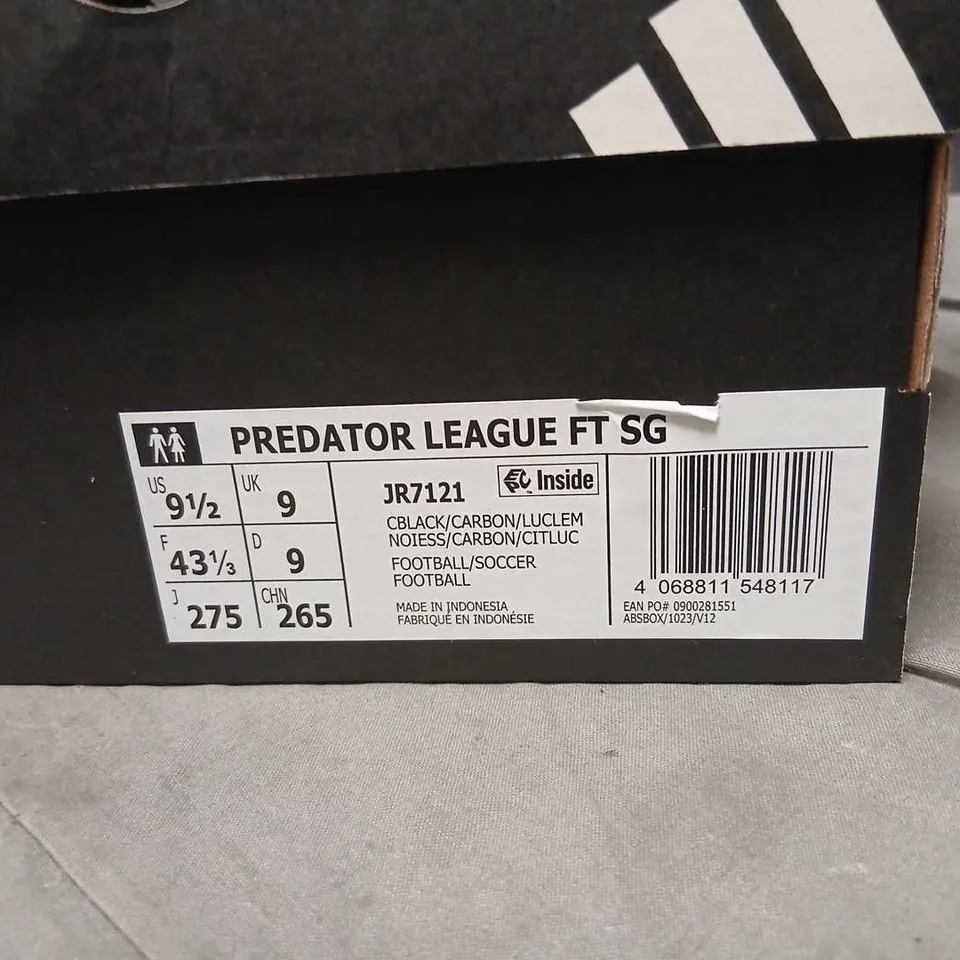 PREDATOR LEAGUE FT SG
US 9½ UK 9
F 43⅓ D 9
J 275 CHN 265
JR7121 Inside
CBLACK/CARBON/LUCLEM
NOIESS/CARBON/CITLUC
FOOTBALL/SOCCER
FOOTBALL
MADE IN INDONESIA
FABRIQUÉ EN INDONÉSIE
4 068811 548117
EAN PO# 0900281551
ABSBOX/1023/V12